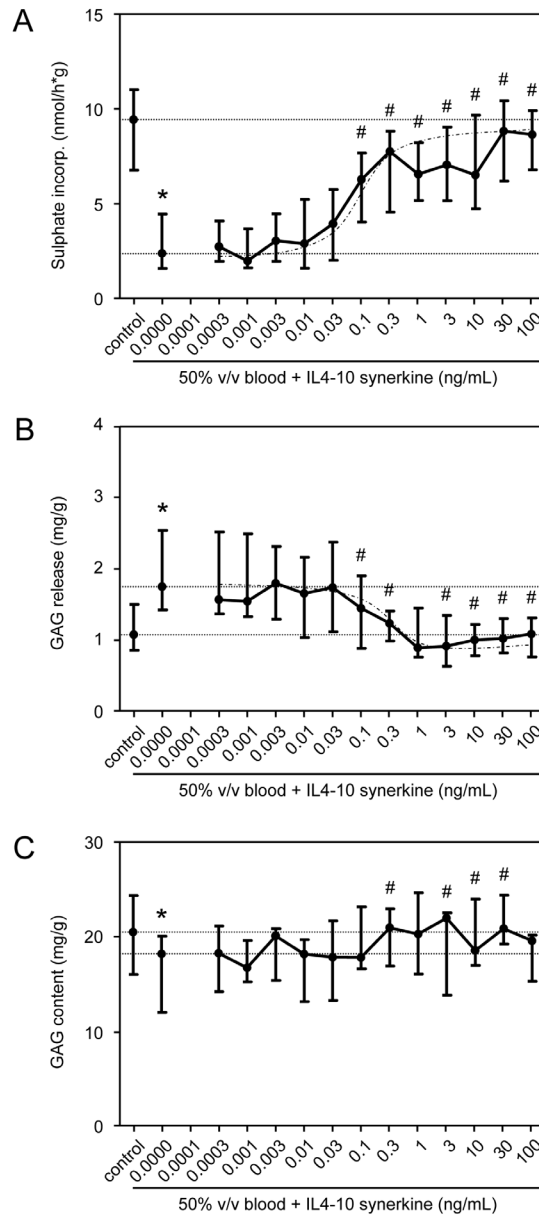 A
15
10
5
0
Sulphate incorp. (nmol/h*g)
*
# # # # # # #
control 0.0000 0.0001 0.0003 0.001 0.003 0.01 0.03 0.1 0.3 1 3 10 30 100
50% v/v blood + IL4-10 synerkine (ng/mL)
B
4
3
2
1
0
GAG release (mg/g)
*
# # # # # #
control 0.0000 0.0001 0.0003 0.001 0.003 0.01 0.03 0.1 0.3 1 3 10 30 100
50% v/v blood + IL4-10 synerkine (ng/mL)
C
30
20
10
0
GAG content (mg/g)
*
# # # #
control 0.0000 0.0001 0.0003 0.001 0.003 0.01 0.03 0.1 0.3 1 3 10 30 100
50% v/v blood + IL4-10 synerkine (ng/mL)